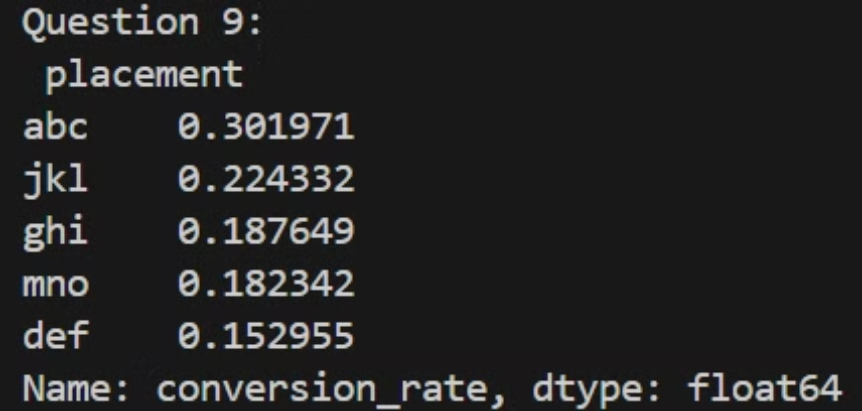 Question 9:
 placement
abc    0.301971
jkl    0.224332
ghi    0.187649
mno    0.182342
def    0.152955
Name: conversion_rate, dtype: float64